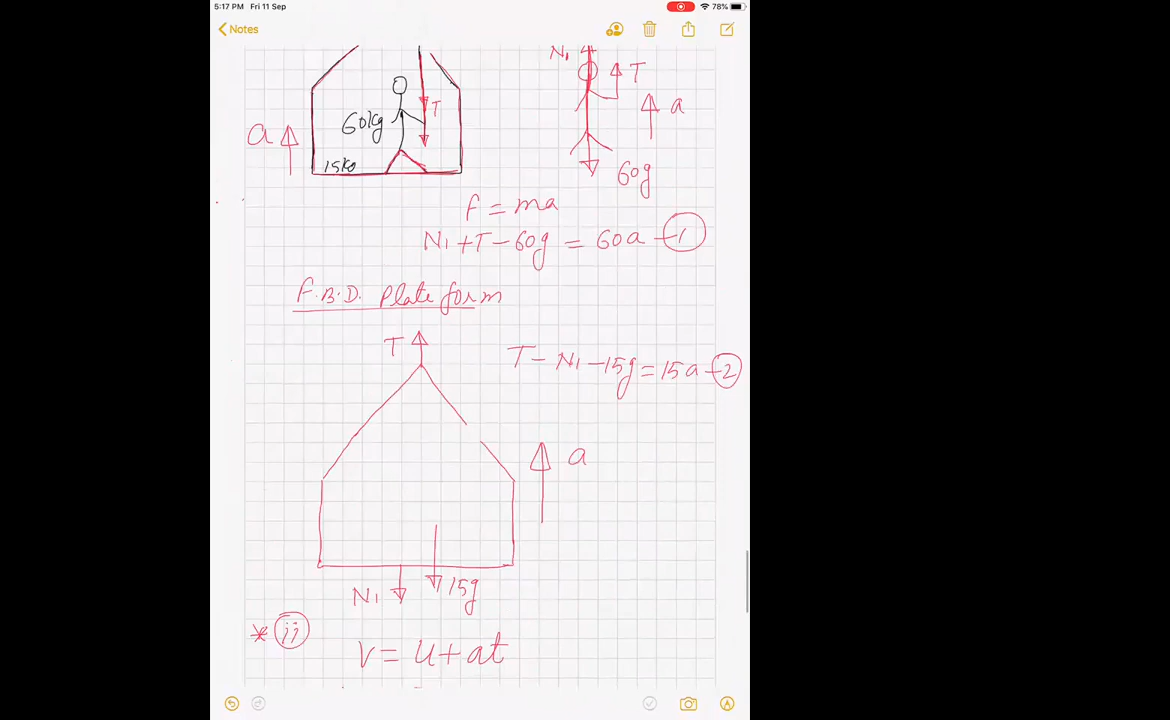 5:17 PM Fri 11 Sep
78%
Notes
N1
T
a
60g
T
60kg
a
15kg
f = ma
N1 + T - 60g = 60a - 1
F.B.D. Plate form
T
T - N1 - 15g = 15a - 2
a
N1
15g
* ii
v = u + at